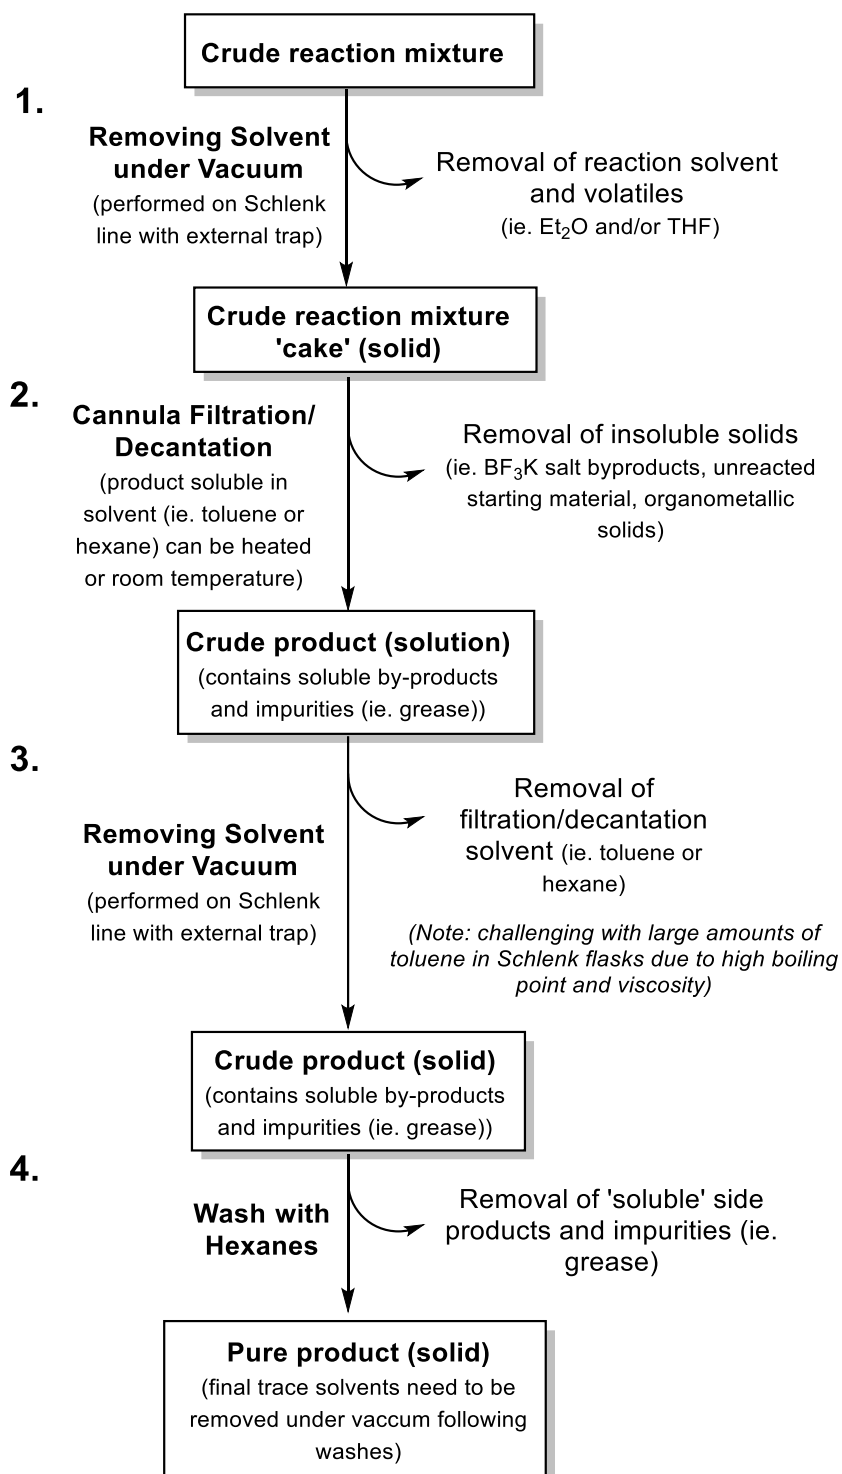 Crude reaction mixture
1.
Removing Solvent
under Vacuum
(performed on Schlenk
line with external trap)
Removal of reaction solvent
and volatiles
(ie. Et₂O and/or THF)
Crude reaction mixture
'cake' (solid)
2.
Cannula Filtration/
Decantation
(product soluble in
solvent (ie. toluene or
hexane) can be heated
or room temperature)
Removal of insoluble solids
(ie. BF₃K salt byproducts, unreacted
starting material, organometallic
solids)
Crude product (solution)
(contains soluble by-products
and impurities (ie. grease))
3.
Removing Solvent
under Vacuum
(performed on Schlenk
line with external trap)
Removal of
filtration/decantation
solvent (ie. toluene or
hexane)
(Note: challenging with large amounts of
toluene in Schlenk flasks due to high boiling
point and viscosity)
Crude product (solid)
(contains soluble by-products
and impurities (ie. grease))
4.
Wash with
Hexanes
Removal of 'soluble' side
products and impurities (ie.
grease)
Pure product (solid)
(final trace solvents need to be
removed under vaccum following
washes)